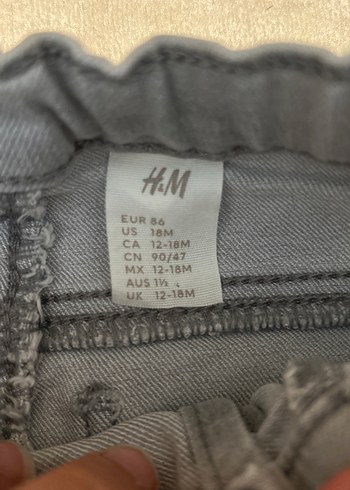 H&M
EUR 86
US 18M
CA 12-18M
CN 90/47
MX 12-18M
AUS 1½
UK 12-18M